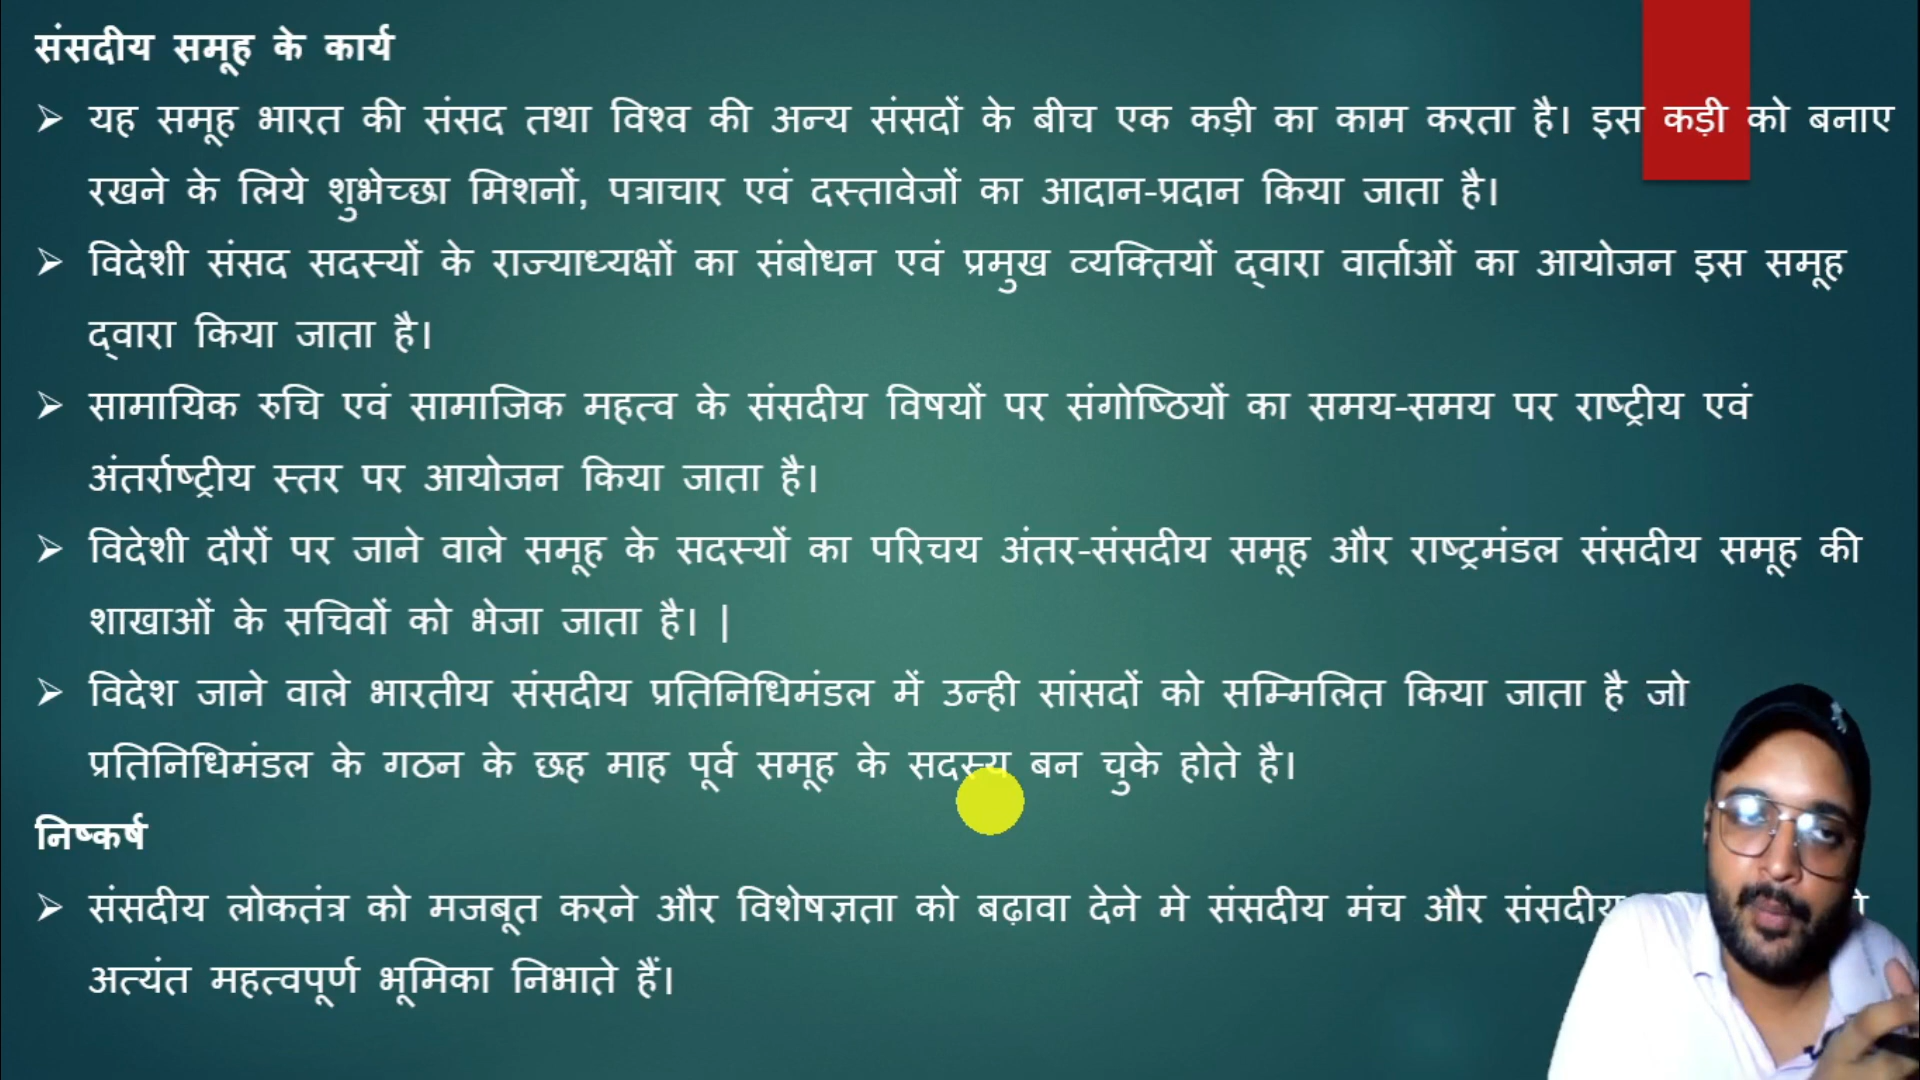 संसदीय समूह के कार्य
➢ यह समूह भारत की संसद तथा विश्व की अन्य संसदों के बीच एक कड़ी का काम करता है। इस कड़ी को बनाए
रखने के लिये शुभेच्छा मिशनों, पत्राचार एवं दस्तावेजों का आदान-प्रदान किया जाता है।
➢ विदेशी संसद सदस्यों के राज्याध्यक्षों का संबोधन एवं प्रमुख व्यक्तियों द्वारा वार्ताओं का आयोजन इस समूह
द्वारा किया जाता है।
➢ सामायिक रुचि एवं सामाजिक महत्व के संसदीय विषयों पर संगोष्ठियों का समय-समय पर राष्ट्रीय एवं
अंतर्राष्ट्रीय स्तर पर आयोजन किया जाता है।
➢ विदेशी दौरों पर जाने वाले समूह के सदस्यों का परिचय अंतर-संसदीय समूह और राष्ट्रमंडल संसदीय समूह की
शाखाओं के सचिवों को भेजा जाता है। |
➢ विदेश जाने वाले भारतीय संसदीय प्रतिनिधिमंडल में उन्ही सांसदों को सम्मिलित किया जाता है जो
प्रतिनिधिमंडल के गठन के छह माह पूर्व समूह के सदस्य बन चुके होते है।
निष्कर्ष
➢ संसदीय लोकतंत्र को मजबूत करने और विशेषज्ञता को बढ़ावा देने मे संसदीय मंच और संसदीय
अत्यंत महत्वपूर्ण भूमिका निभाते हैं।